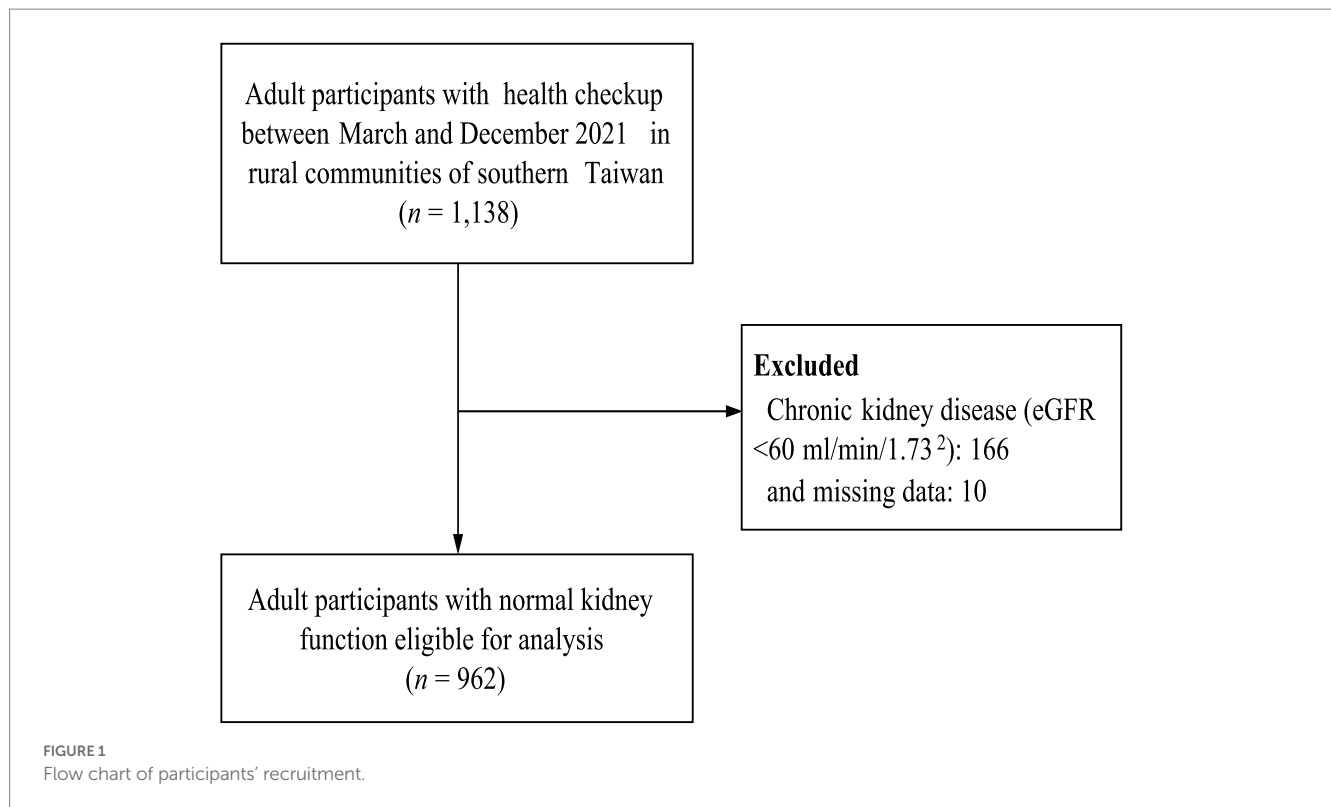 Adult participants with health checkup
between March and December 2021 in
rural communities of southern Taiwan
(n = 1,138)
Excluded
Chronic kidney disease (eGFR
<60 ml/min/1.73²): 166
and missing data: 10
Adult participants with normal kidney
function eligible for analysis
(n = 962)
FIGURE 1
Flow chart of participants’ recruitment.